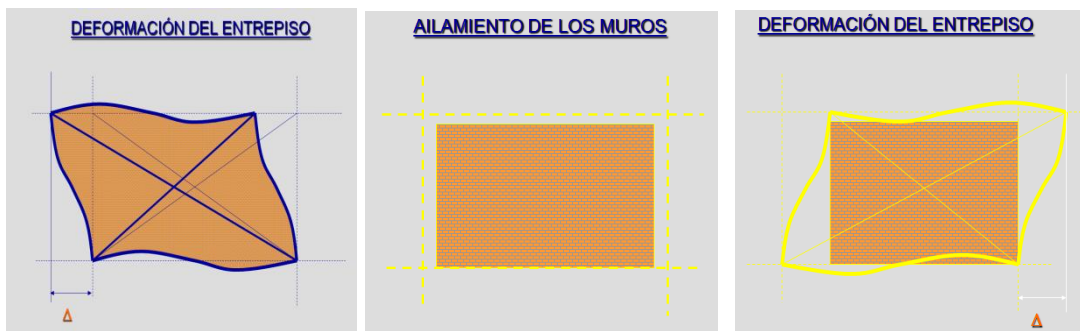 DEFORMACIÓN DEL ENTREPISO
Δ
AILAMIENTO DE LOS MUROS
DEFORMACIÓN DEL ENTREPISO
Δ